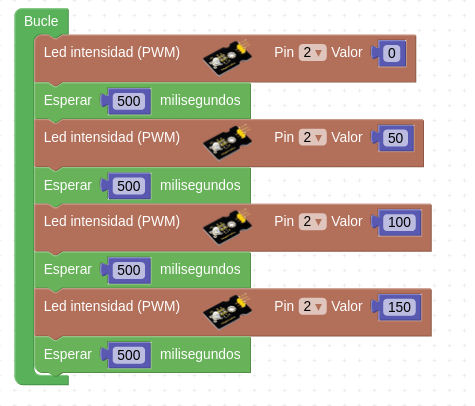 Bucle
Led intensidad (PWM) Pin 2 Valor 0
Esperar 500 milisegundos
Led intensidad (PWM) Pin 2 Valor 50
Esperar 500 milisegundos
Led intensidad (PWM) Pin 2 Valor 100
Esperar 500 milisegundos
Led intensidad (PWM) Pin 2 Valor 150
Esperar 500 milisegundos